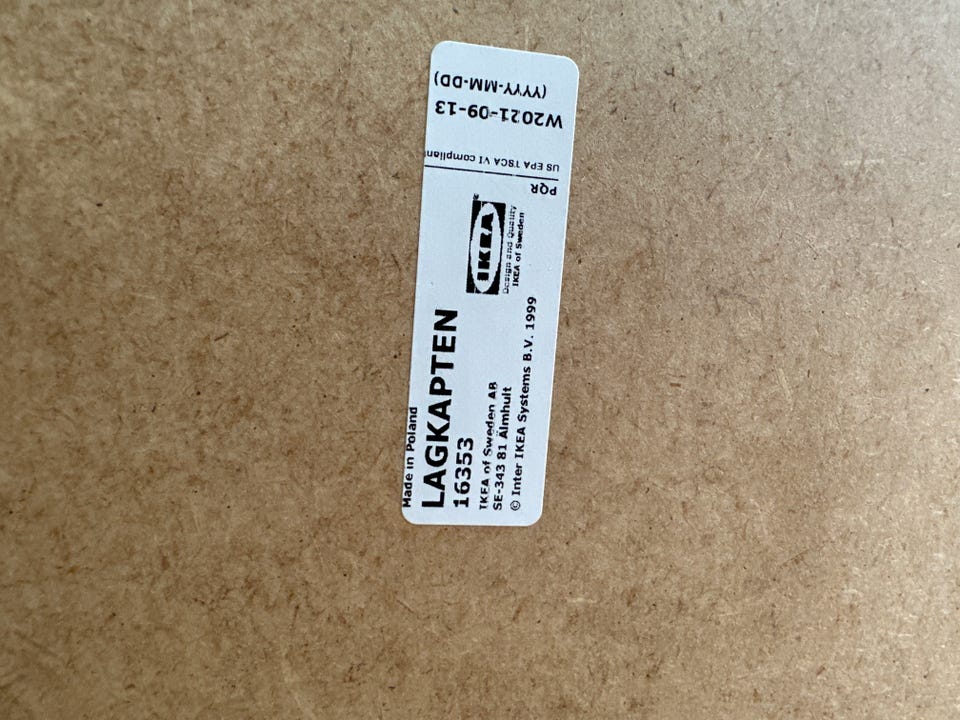 Made in Poland
LAGKAPTEN
16353
IKEA of Sweden AB
SE-343 81 Älmhult
© Inter IKEA Systems B.V. 1999
IKEA
®
Design and Quality
IKEA of Sweden
PQR
US EPA TSCA VI compliant
W2021-09-13
(YYYY-MM-DD)